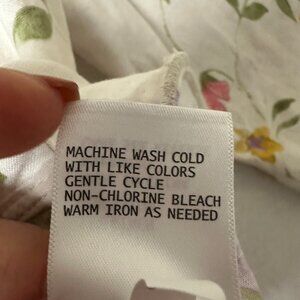 MACHINE WASH COLD
WITH LIKE COLORS
GENTLE CYCLE
NON-CHLORINE BLEACH
WARM IRON AS NEEDED